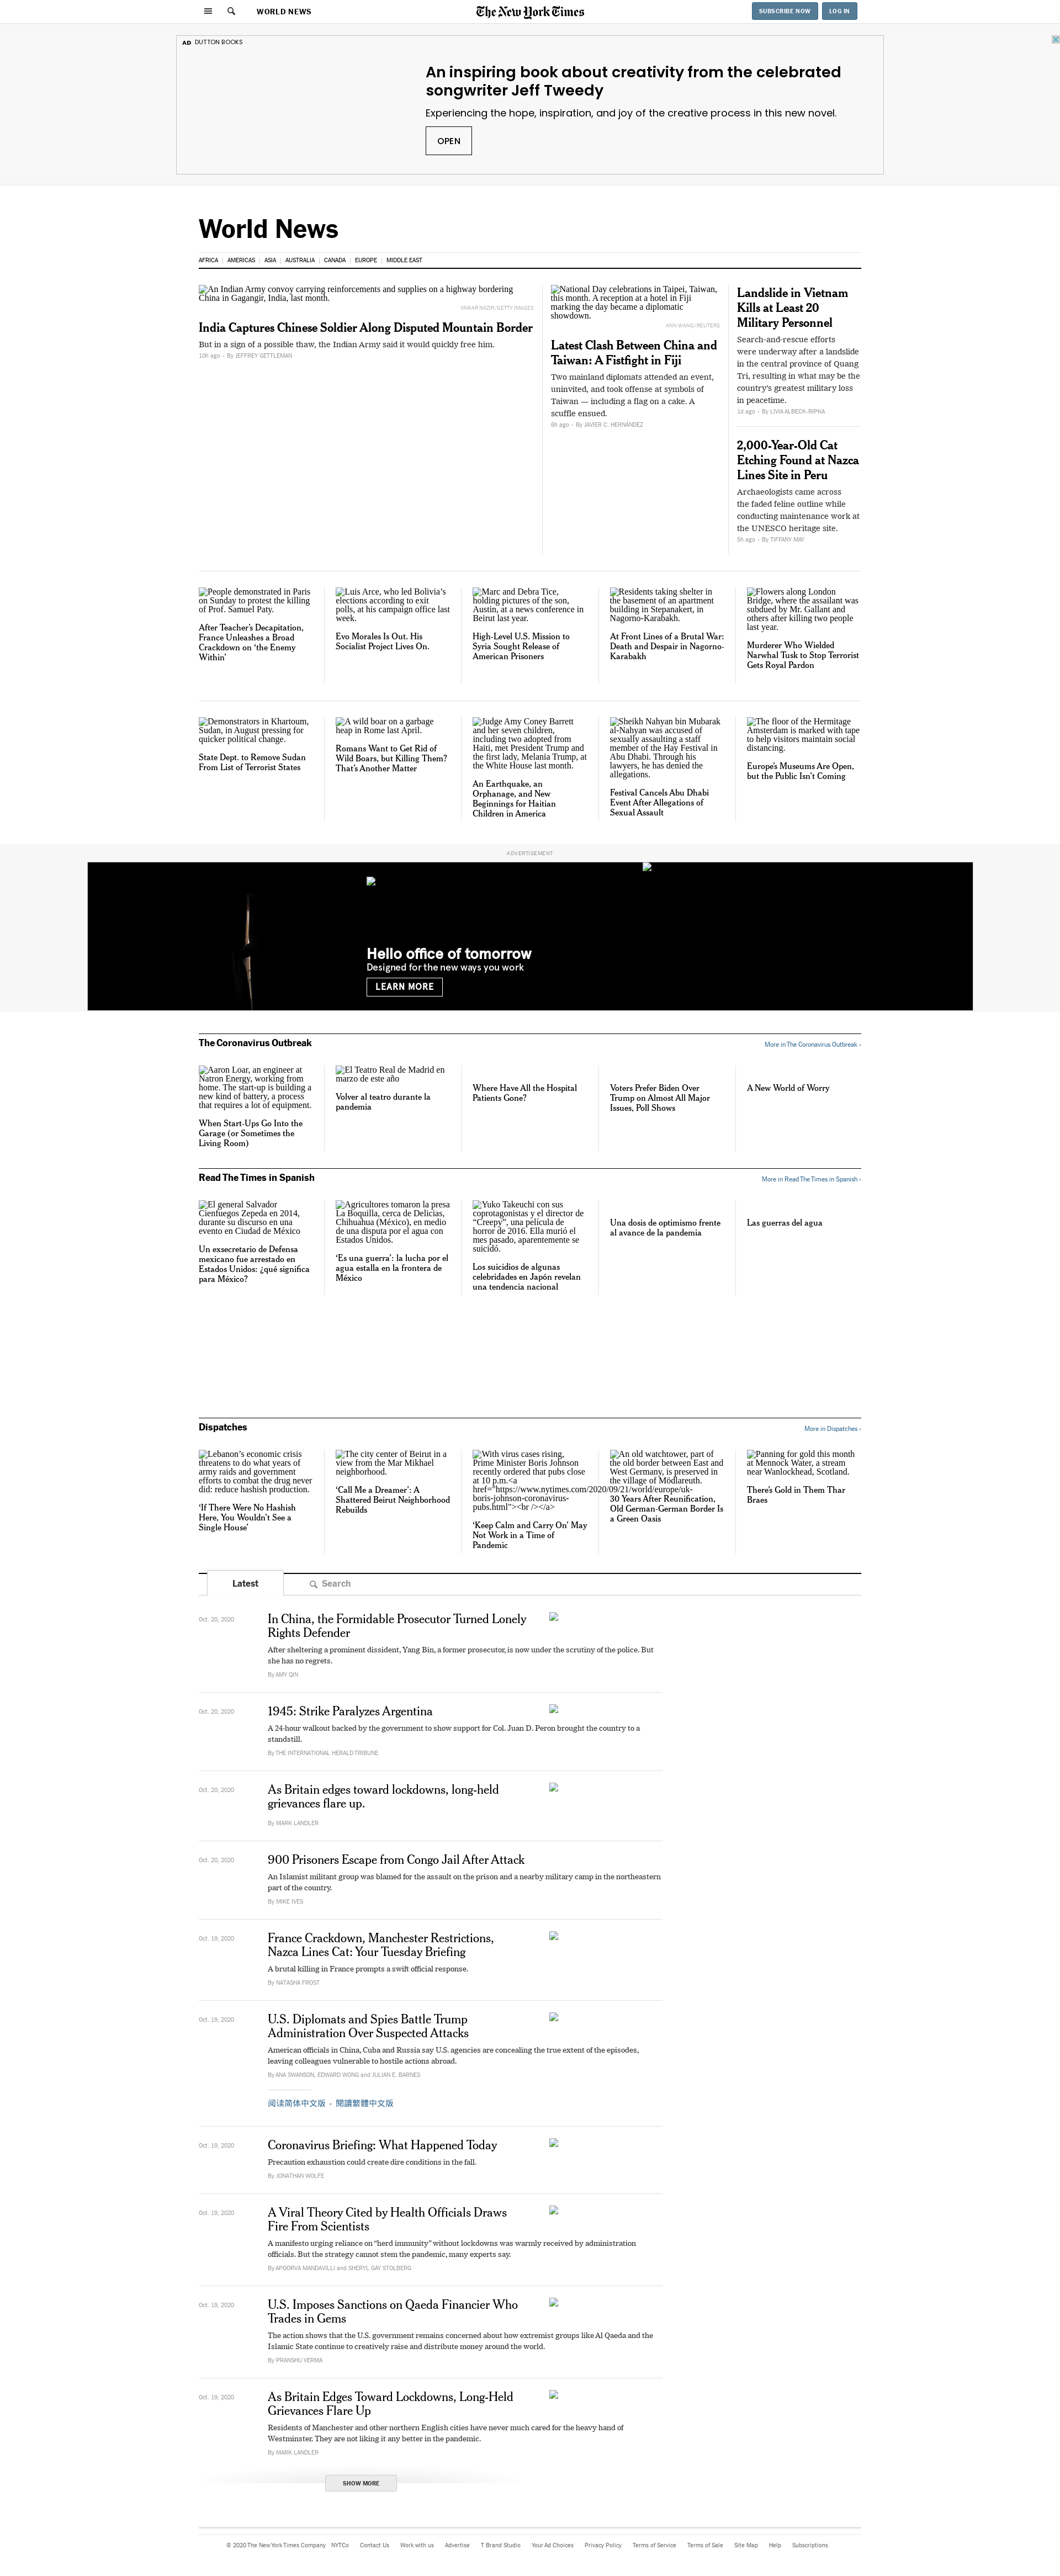 WORLD NEWS
The New York Times
SUBSCRIBE NOW
LOG IN
AD DUTTON BOOKS
An inspiring book about creativity from the celebrated
songwriter Jeff Tweedy
Experiencing the hope, inspiration, and joy of the creative process in this new novel.
OPEN
World News
AFRICA
AMERICAS
ASIA
AUSTRALIA
CANADA
EUROPE
MIDDLE EAST
An Indian Army convoy carrying reinforcements and supplies on a highway bordering
China in Gagangir, India, last month.
YAWAR NAZIR/GETTY IMAGES
India Captures Chinese Soldier Along Disputed Mountain Border
But in a sign of a possible thaw, the Indian Army said it would quickly free him.
10h ago · By JEFFREY GETTLEMAN
National Day celebrations in Taipei, Taiwan,
this month. A reception at a hotel in Fiji
marking the day became a diplomatic
showdown.
ANN WANG/REUTERS
Latest Clash Between China and
Taiwan: A Fistfight in Fiji
Two mainland diplomats attended an event,
uninvited, and took offense at symbols of
Taiwan — including a flag on a cake. A
scuffle ensued.
6h ago · By JAVIER C. HERNÁNDEZ
Landslide in Vietnam
Kills at Least 20
Military Personnel
Search-and-rescue efforts
were underway after a landslide
in the central province of Quang
Tri, resulting in what may be the
country's greatest military loss
in peacetime.
1d ago · By LIVIA ALBECK-RIPKA
2,000-Year-Old Cat
Etching Found at Nazca
Lines Site in Peru
Archaeologists came across
the faded feline outline while
conducting maintenance work at
the UNESCO heritage site.
5h ago · By TIFFANY MAY
People demonstrated in Paris
on Sunday to protest the killing
of Prof. Samuel Paty.
After Teacher's Decapitation,
France Unleashes a Broad
Crackdown on 'the Enemy
Within'
Luis Arce, who led Bolivia's
elections according to exit
polls, at his campaign office last
week.
Evo Morales Is Out. His
Socialist Project Lives On.
Marc and Debra Tice,
holding pictures of the son,
Austin, at a news conference in
Beirut last year.
High-Level U.S. Mission to
Syria Sought Release of
American Prisoners
Residents taking shelter in
the basement of an apartment
building in Stepanakert, in
Nagorno-Karabakh.
At Front Lines of a Brutal War:
Death and Despair in Nagorno-
Karabakh
Flowers along London
Bridge, where the assailant was
subdued by Mr. Gallant and
others after killing two people
last year.
Murderer Who Wielded
Narwhal Tusk to Stop Terrorist
Gets Royal Pardon
Demonstrators in Khartoum,
Sudan, in August pressing for
quicker political change.
State Dept. to Remove Sudan
From List of Terrorist States
A wild boar on a garbage
heap in Rome last April.
Romans Want to Get Rid of
Wild Boars, but Killing Them?
That's Another Matter
Judge Amy Coney Barrett
and her seven children,
including two adopted from
Haiti, met President Trump and
the first lady, Melania Trump, at
the White House last month.
An Earthquake, an
Orphanage, and New
Beginnings for Haitian
Children in America
Sheikh Nahyan bin Mubarak
al-Nahyan was accused of
sexually assaulting a staff
member of the Hay Festival in
Abu Dhabi. Through his
lawyers, he has denied the
allegations.
Festival Cancels Abu Dhabi
Event After Allegations of
Sexual Assault
The floor of the Hermitage
Amsterdam is marked with tape
to help visitors maintain social
distancing.
Europe's Museums Are Open,
but the Public Isn't Coming
ADVERTISEMENT
Hello office of tomorrow
Designed for the new ways you work
LEARN MORE
The Coronavirus Outbreak
More in The Coronavirus Outbreak ›
Aaron Loar, an engineer at
Natron Energy, working from
home. The start-up is building a
new kind of battery, a process
that requires a lot of equipment.
When Start-Ups Go Into the
Garage (or Sometimes the
Living Room)
El Teatro Real de Madrid en
marzo de este año
Volver al teatro durante la
pandemia
Where Have All the Hospital
Patients Gone?
Voters Prefer Biden Over
Trump on Almost All Major
Issues, Poll Shows
A New World of Worry
Read The Times in Spanish
More in Read The Times in Spanish ›
El general Salvador
Cienfuegos Zepeda en 2014,
durante su discurso en una
evento en Ciudad de México
Un exsecretario de Defensa
mexicano fue arrestado en
Estados Unidos: ¿qué significa
para México?
Agricultores tomaron la presa
La Boquilla, cerca de Delicias,
Chihuahua (México), en medio
de una disputa por el agua con
Estados Unidos.
'Es una guerra': la lucha por el
agua estalla en la frontera de
México
Yuko Takeuchi con sus
coprotagonistas y el director de
"Creepy", una película de
horror de 2016. Ella murió el
mes pasado, aparentemente se
suicidó.
Los suicidios de algunas
celebridades en Japón revelan
una tendencia nacional
Una dosis de optimismo frente
al avance de la pandemia
Las guerras del agua
Dispatches
More in Dispatches ›
Lebanon's economic crisis
threatens to do what years of
army raids and government
efforts to combat the drug never
did: reduce hashish production.
'If There Were No Hashish
Here, You Wouldn't See a
Single House'
The city center of Beirut in a
view from the Mar Mikhael
neighborhood.
'Call Me a Dreamer': A
Shattered Beirut Neighborhood
Rebuilds
With virus cases rising,
Prime Minister Boris Johnson
recently ordered that pubs close
at 10 p.m.<a
href="https://www.nytimes.com/2020/09/21/world/europe/uk-
boris-johnson-coronavirus-
pubs.html"><br /></a>
'Keep Calm and Carry On' May
Not Work in a Time of
Pandemic
An old watchtower, part of
the old border between East and
West Germany, is preserved in
the village of Mödlareuth.
30 Years After Reunification,
Old German-German Border Is
a Green Oasis
Panning for gold this month
at Mennock Water, a stream
near Wanlockhead, Scotland.
There's Gold in Them Thar
Braes
Latest
Search
Oct. 20, 2020
In China, the Formidable Prosecutor Turned Lonely
Rights Defender
After sheltering a prominent dissident, Yang Bin, a former prosecutor, is now under the scrutiny of the police. But
she has no regrets.
By AMY QIN
Oct. 20, 2020
1945: Strike Paralyzes Argentina
A 24-hour walkout backed by the government to show support for Col. Juan D. Peron brought the country to a
standstill.
By THE INTERNATIONAL HERALD TRIBUNE
Oct. 20, 2020
As Britain edges toward lockdowns, long-held
grievances flare up.
By MARK LANDLER
Oct. 20, 2020
900 Prisoners Escape from Congo Jail After Attack
An Islamist militant group was blamed for the assault on the prison and a nearby military camp in the northeastern
part of the country.
By MIKE IVES
Oct. 19, 2020
France Crackdown, Manchester Restrictions,
Nazca Lines Cat: Your Tuesday Briefing
A brutal killing in France prompts a swift official response.
By NATASHA FROST
Oct. 19, 2020
U.S. Diplomats and Spies Battle Trump
Administration Over Suspected Attacks
American officials in China, Cuba and Russia say U.S. agencies are concealing the true extent of the episodes,
leaving colleagues vulnerable to hostile actions abroad.
By ANA SWANSON, EDWARD WONG and JULIAN E. BARNES
阅读简体中文版 · 閱讀繁體中文版
Oct. 19, 2020
Coronavirus Briefing: What Happened Today
Precaution exhaustion could create dire conditions in the fall.
By JONATHAN WOLFE
Oct. 19, 2020
A Viral Theory Cited by Health Officials Draws
Fire From Scientists
A manifesto urging reliance on "herd immunity" without lockdowns was warmly received by administration
officials. But the strategy cannot stem the pandemic, many experts say.
By APOORVA MANDAVILLI and SHERYL GAY STOLBERG
Oct. 19, 2020
U.S. Imposes Sanctions on Qaeda Financier Who
Trades in Gems
The action shows that the U.S. government remains concerned about how extremist groups like Al Qaeda and the
Islamic State continue to creatively raise and distribute money around the world.
By PRANSHU VERMA
Oct. 19, 2020
As Britain Edges Toward Lockdowns, Long-Held
Grievances Flare Up
Residents of Manchester and other northern English cities have never much cared for the heavy hand of
Westminster. They are not liking it any better in the pandemic.
By MARK LANDLER
SHOW MORE
© 2020 The New York Times Company NYTCo Contact Us Work with us Advertise T Brand Studio Your Ad Choices Privacy Policy Terms of Service Terms of Sale Site Map Help Subscriptions